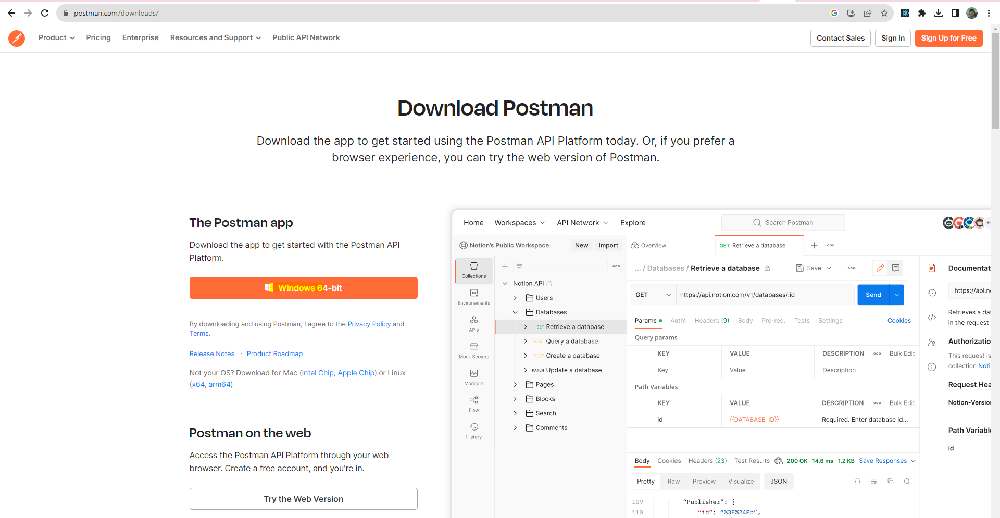 postman.com/downloads/
Product Pricing Enterprise Resources and Support Public API Network
Contact Sales Sign In Sign Up for Free
Download Postman
Download the app to get started using the Postman API Platform today. Or, if you prefer a
browser experience, you can try the web version of Postman.
The Postman app
Download the app to get started with the Postman API
Platform.
Windows 64-bit
By downloading and using Postman, I agree to the Privacy Policy and
Terms.
Release Notes · Product Roadmap
Not your OS? Download for Mac (Intel Chip, Apple Chip) or Linux
(x64, arm64)
Postman on the web
Access the Postman API Platform through your web
browser. Create a free account, and you're in.
Try the Web Version
Home Workspaces API Network Explore
Search Postman
Notion's Public Workspace New Import
Overview GET Retrieve a database
Collections
Environements
APIs
Mock Servers
Monitors
Flow
History
Notion API
Users
Databases
GET Retrieve a database
POST Query a database
POST Create a database
PATCH Update a database
Pages
Blocks
Search
Comments
... / Databases / Retrieve a database Save
GET https://api.notion.com/v1/databases/:id Send
Params Auth\ Headers (9) Body Pre-req. Tests Settings Cookies
Query params
KEY VALUE DESCRIPTION Bulk Edit
Key Value Description
Path Variables
KEY VALUE DESCRIPTION Bulk Edit
id {{DATABASE_ID}} Required. Enter database id...
Body Cookies Headers (23) Test Results 200 OK 14.6 ms 1.2 KB Save Responses
Pretty Raw Preview Visualize JSON
109 “Publisher”: {
110 “id”: “%3E%24Pb”,
Documentat
https://api.no
Retrieves a dat
in the request
Authorizatio
This request is
collection Noti
Request Hea
Notion-Version
Path Variable
id